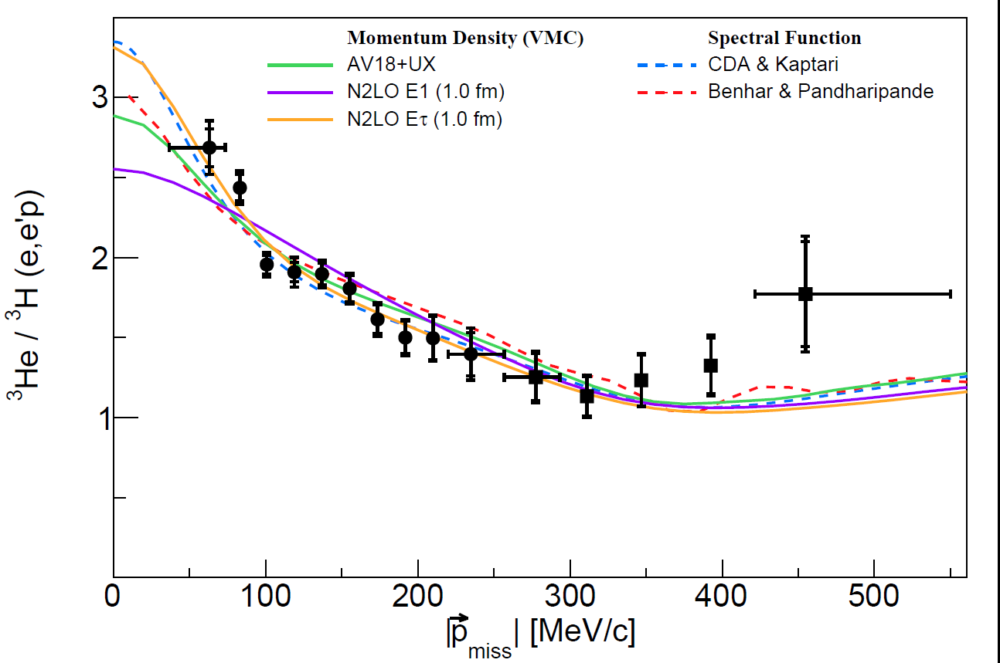 Momentum Density (VMC)
AV18+UX
N2LO E1 (1.0 fm)
N2LO Eτ (1.0 fm)
Spectral Function
CDA & Kaptari
Benhar & Pandharipande
³He / ³H (e,e'p)
3
2
1
0 100 200 300 400 500
|p⃗miss| [MeV/c]